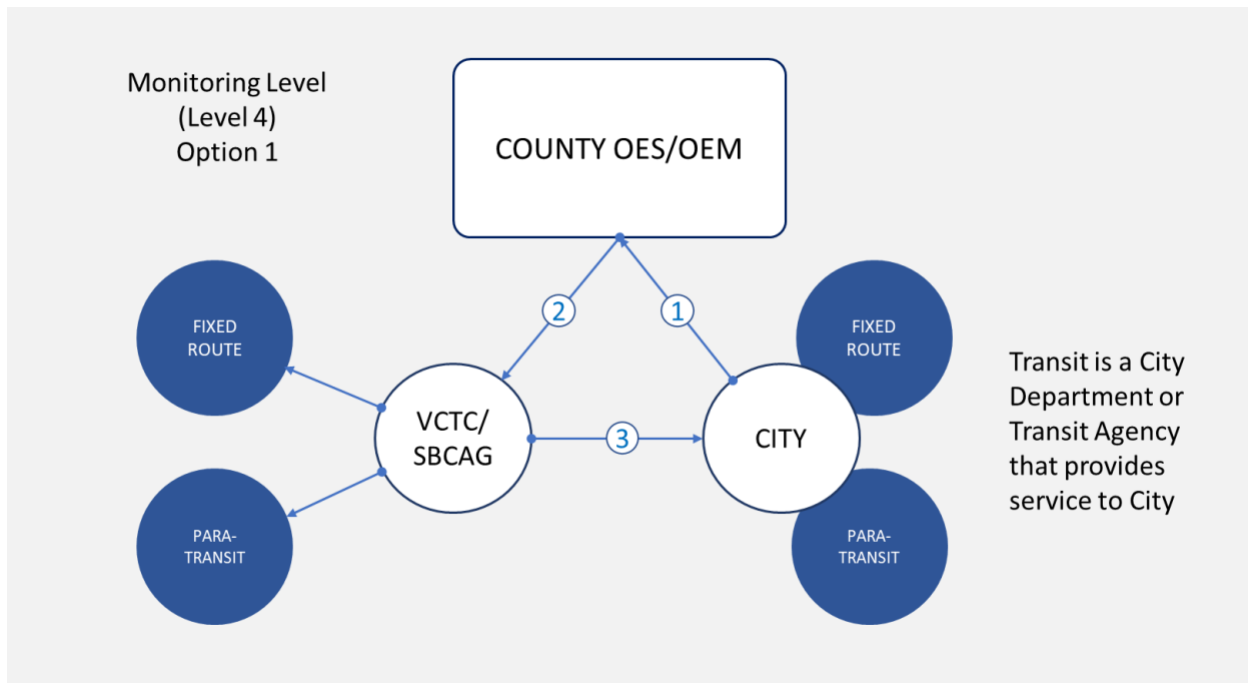 Monitoring Level
(Level 4)
Option 1
COUNTY OES/OEM
2
1
FIXED
ROUTE
FIXED
ROUTE
VCTC/
SBCAG
3
CITY
Transit is a City
Department or
Transit Agency
that provides
service to City
PARA-
TRANSIT
PARA-
TRANSIT